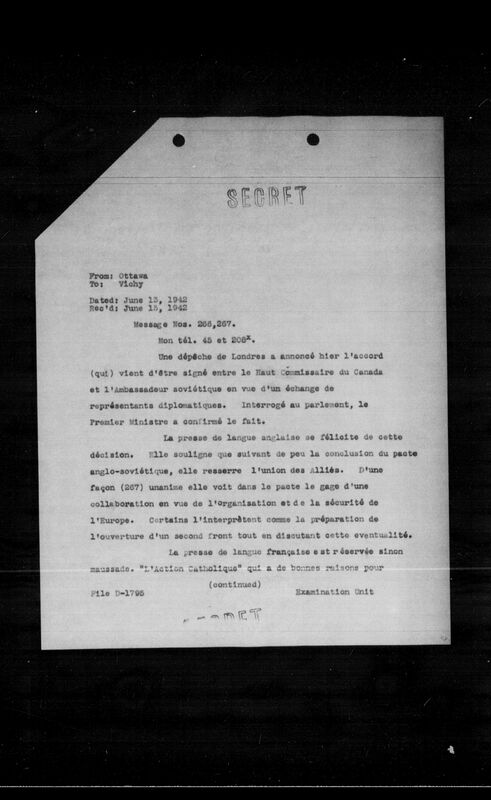 SECRET
From: Ottawa
To: Vichy
Dated: June 13, 1942
Rec'd: June 15, 1942
Message Nos. 266,267.
Mon tél. 45 et 208x.
Une dépêche de Londres a annoncé hier l'accord
(qui) vient d'être signé entre le Haut Commissaire du Canada
et l'Ambassadeur soviétique en vue d'un échange de
représentants diplomatiques. Interrogé au parlement, le
Premier Ministre a confirmé le fait.
La presse de langue anglaise se félicite de cette
décision. Elle souligne que suivant de peu la conclusion du pacte
anglo-soviétique, elle resserre l'union des Alliés. D'une
façon (267) unanime elle voit dans le pacte le gage d'une
collaboration en vue de l'organisation et de la sécurité de
l'Europe. Certains l'interprètent comme la préparation de
l'ouverture d'un second front tout en discutant cette eventualité.
La presse de langue française est réservée sinon
maussade. "L'Action Catholique" qui a de bonnes raisons pour
(continued)
File D-1795 Examination Unit
SECRET